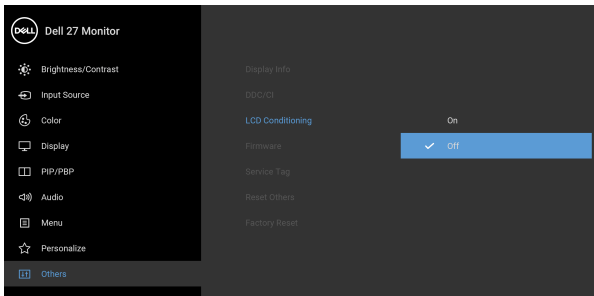 DELL Dell 27 Monitor
Brightness/Contrast
Input Source
Color
Display
PIP/PBP
Audio
Menu
Personalize
Others
Display Info
DDC/CI
LCD Conditioning
Firmware
Service Tag
Reset Others
Factory Reset
On
Off